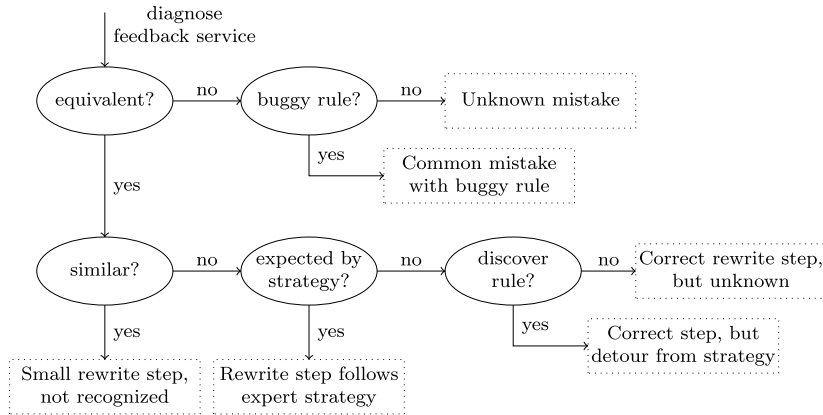 diagnose
feedback service
equivalent?
no
buggy rule?
no
Unknown mistake
yes
Common mistake
with buggy rule
yes
similar?
no
expected by
strategy?
no
discover
rule?
no
Correct rewrite step,
but unknown
yes
Correct step, but
detour from strategy
yes
Small rewrite step,
not recognized
yes
Rewrite step follows
expert strategy